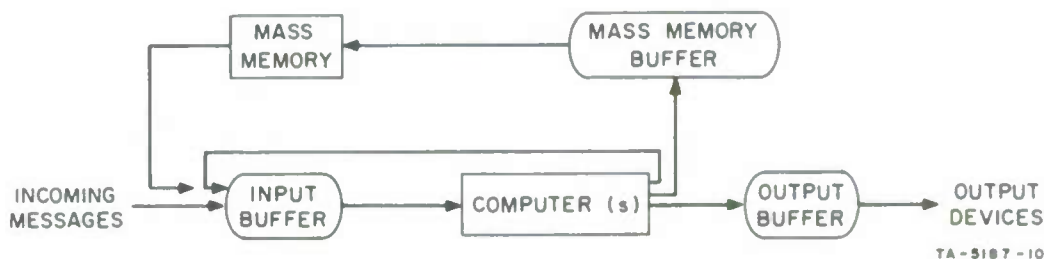 MASS
MEMORY
MASS MEMORY
BUFFER
INCOMING
MESSAGES
INPUT
BUFFER
COMPUTER (s)
OUTPUT
BUFFER
OUTPUT
DEVICES
TA-5187-10